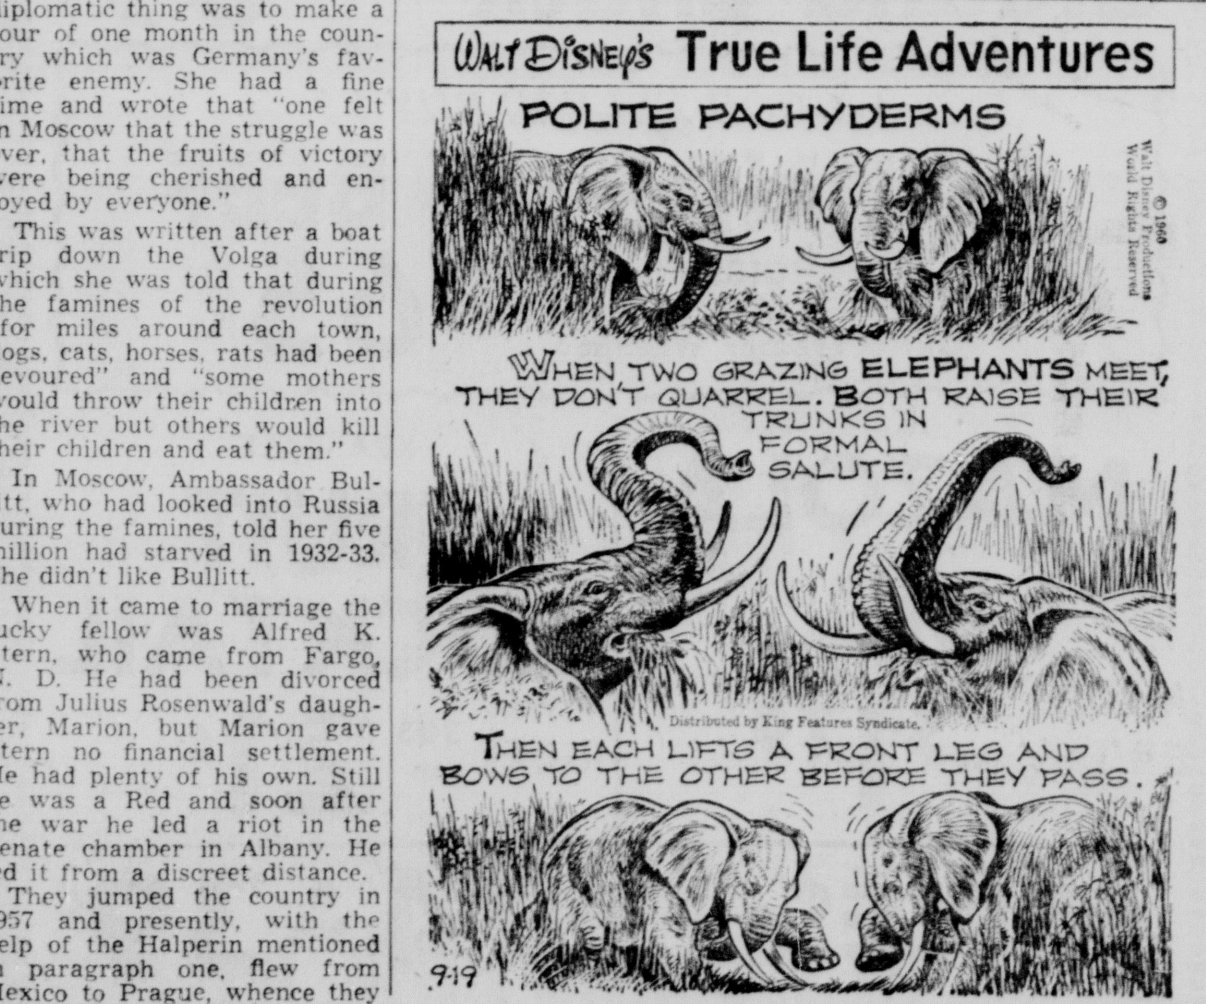 iplomatic thing was to make a
our of one month in the coun-
ry which was Germany's fav-
rite enemy. She had a fine
ime and wrote that "one felt
n Moscow that the struggle was
ver, that the fruits of victory
ere being cherished and en-
oyed by everyone."
This was written after a boat
rip down the Volga during
which she was told that during
he famines of the revolution
for miles around each town,
ogs, cats, horses, rats had been
evoured" and "some mothers
ould throw their children into
he river but others would kill
heir children and eat them."
In Moscow, Ambassador Bul-
itt, who had looked into Russia
uring the famines, told her five
illion had starved in 1932-33.
he didn't like Bullitt.
When it came to marriage the
ucky fellow was Alfred K.
tern, who came from Fargo,
. D. He had been divorced
rom Julius Rosenwald's daugh-
er, Marion, but Marion gave
tern no financial settlement.
e had plenty of his own. Still
e was a Red and soon after
he war he led a riot in the
enate chamber in Albany. He
d it from a discreet distance.
They jumped the country in
957 and presently, with the
elp of the Halperin mentioned
paragraph one, flew from
exico to Prague, whence they
WALT DISNEY'S True Life Adventures
POLITE PACHYDERMS
© 1960
Walt Disney Productions
World Rights Reserved
WHEN TWO GRAZING ELEPHANTS MEET,
THEY DON'T QUARREL. BOTH RAISE THEIR
TRUNKS IN
FORMAL
SALUTE.
Distributed by King Features Syndicate.
THEN EACH LIFTS A FRONT LEG AND
BOWS TO THE OTHER BEFORE THEY PASS.
9-19